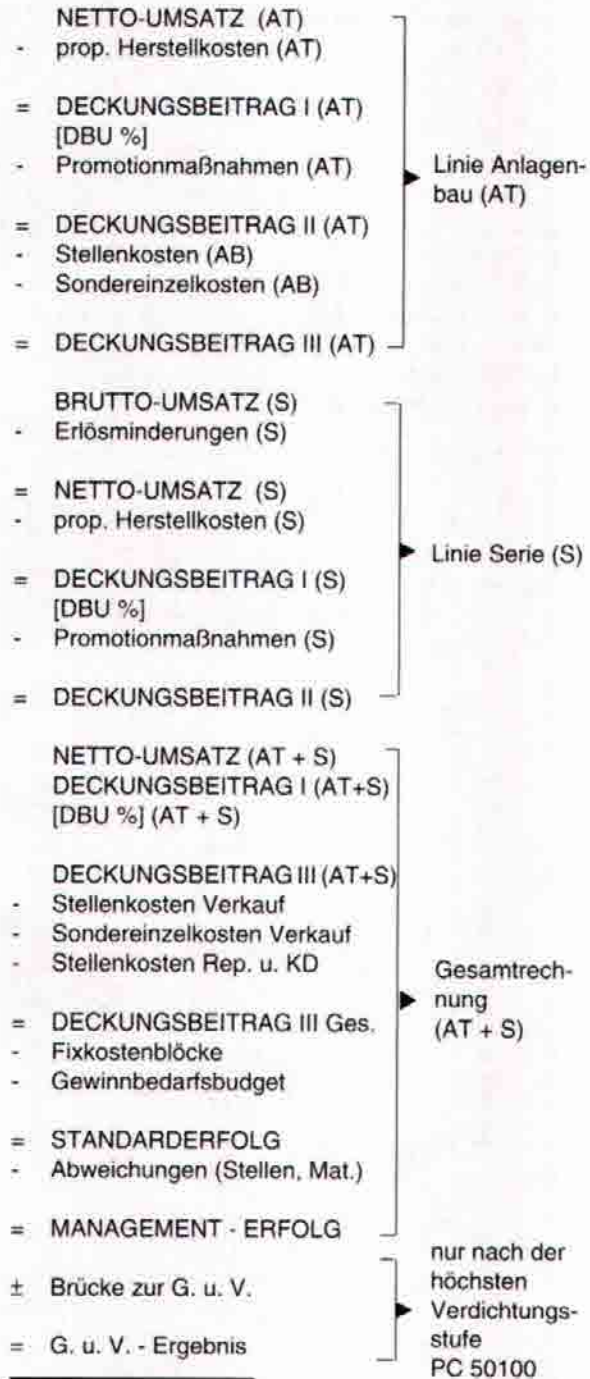 NETTO-UMSATZ (AT)
- prop. Herstellkosten (AT)
= DECKUNGSBEITRAG I (AT)
[DBU %]
- Promotionmaßnahmen (AT)
= DECKUNGSBEITRAG II (AT)
- Stellenkosten (AB)
- Sondereinzelkosten (AB)
= DECKUNGSBEITRAG III (AT)
Linie Anlagen-
bau (AT)
BRUTTO-UMSATZ (S)
- Erlösminderungen (S)
= NETTO-UMSATZ (S)
- prop. Herstellkosten (S)
= DECKUNGSBEITRAG I (S)
[DBU %]
- Promotionmaßnahmen (S)
= DECKUNGSBEITRAG II (S)
Linie Serie (S)
NETTO-UMSATZ (AT + S)
DECKUNGSBEITRAG I (AT+S)
[DBU %] (AT + S)
DECKUNGSBEITRAG III (AT+S)
- Stellenkosten Verkauf
- Sondereinzelkosten Verkauf
- Stellenkosten Rep. u. KD
= DECKUNGSBEITRAG III Ges.
- Fixkostenblöcke
- Gewinnbedarfsbudget
= STANDARDERFOLG
- Abweichungen (Stellen, Mat.)
= MANAGEMENT - ERFOLG
Gesamtrech-
nung
(AT + S)
± Brücke zur G. u. V.
= G. u. V. - Ergebnis
nur nach der
höchsten
Verdichtungs-
stufe
PC 50100